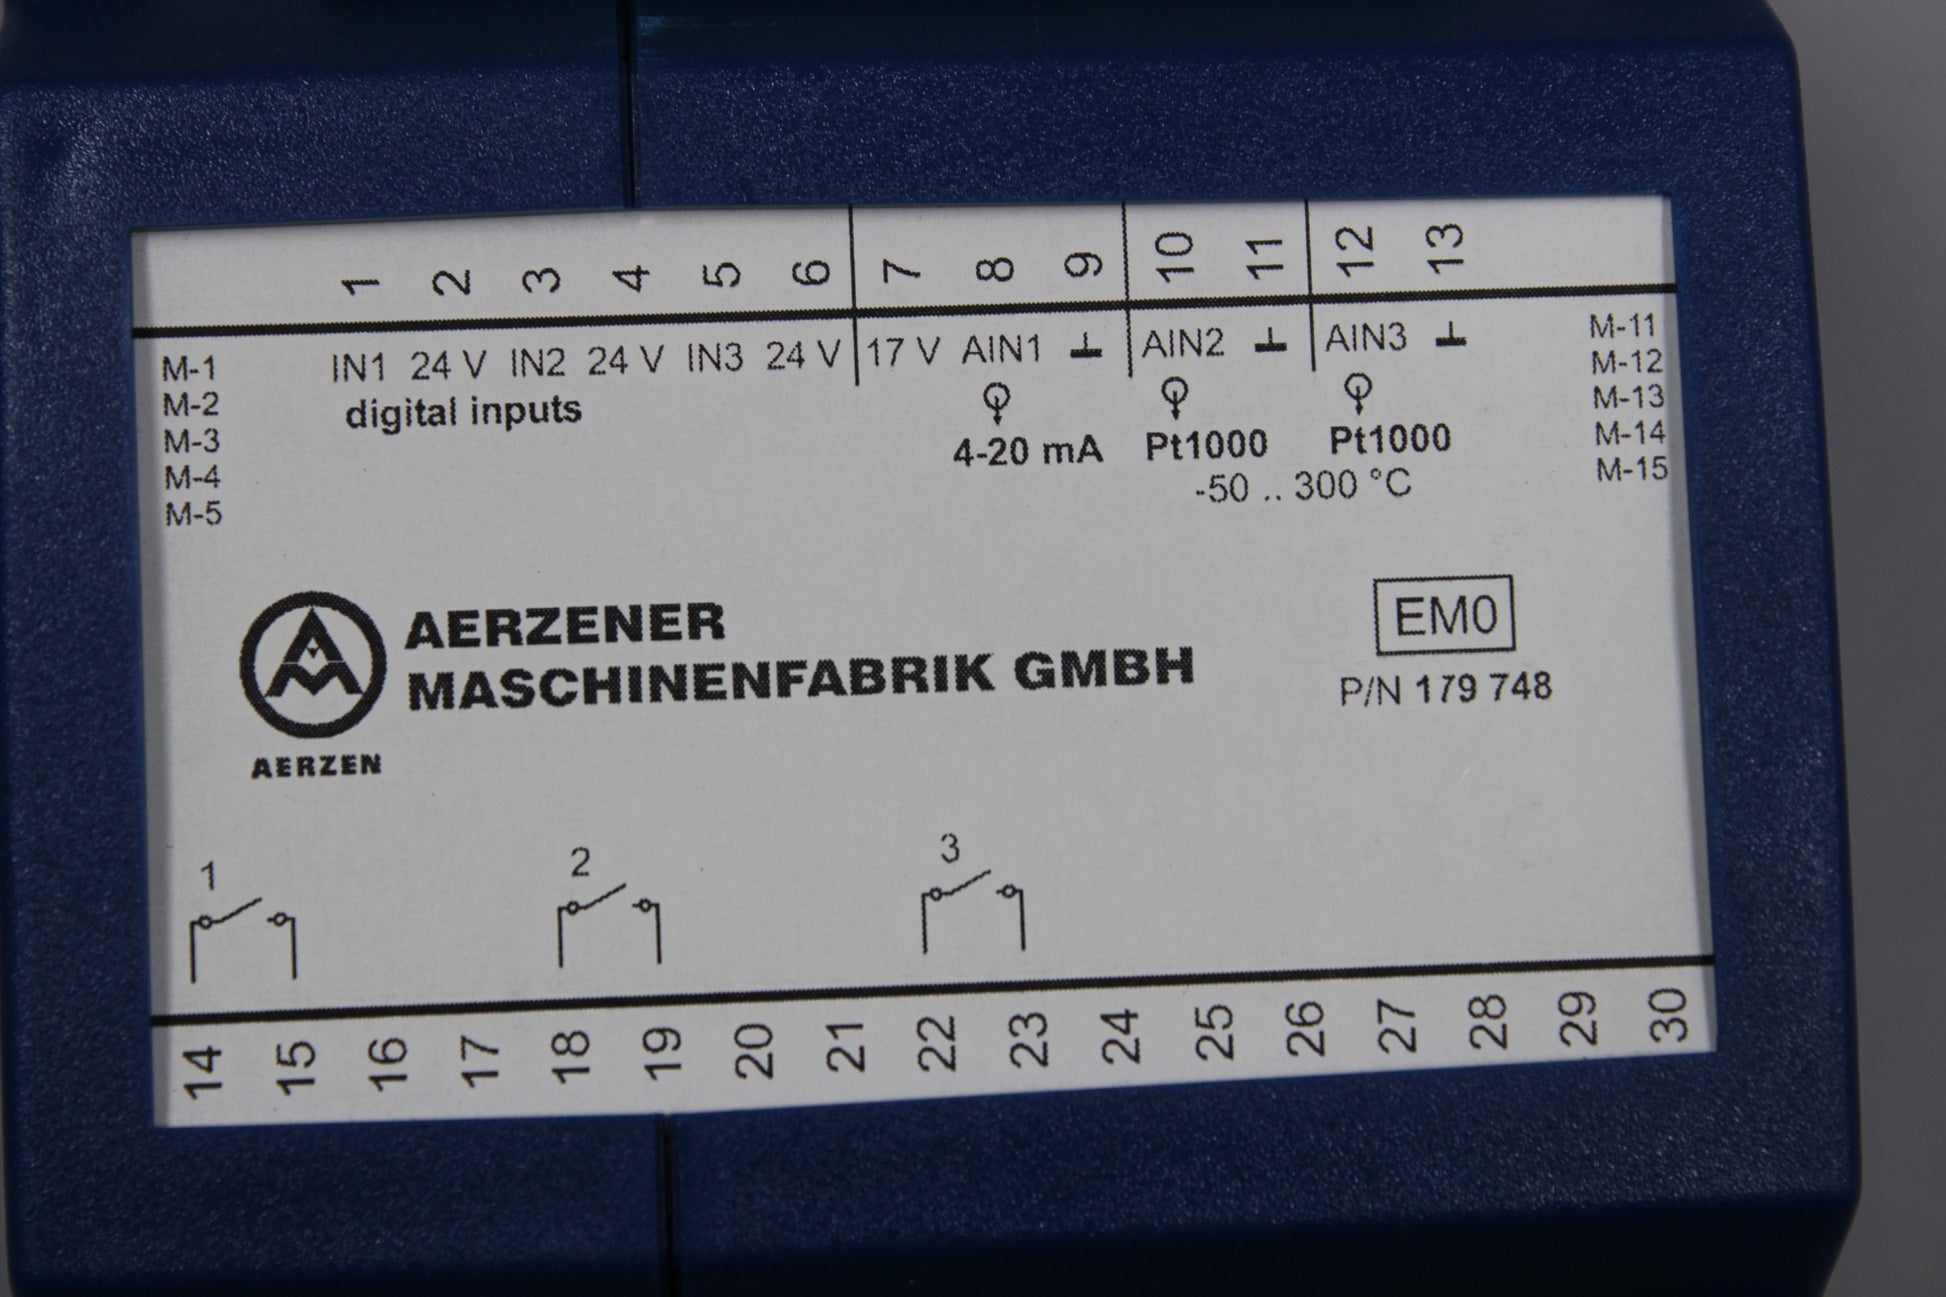 1 2 3 4 5 6 7 8 9 10 11 12 13
IN1 24 V IN2 24 V IN3 24 V 17 V AIN1 AIN2 AIN3
digital inputs
4-20 mA Pt1000 Pt1000
-50 .. 300 °C
M-1
M-2
M-3
M-4
M-5
M-11
M-12
M-13
M-14
M-15
AERZENER
MASCHINENFABRIK GMBH
AERZEN
EM0
P/N 179 748
1 2 3
14 15 16 17 18 19 20 21 22 23 24 25 26 27 28 29 30